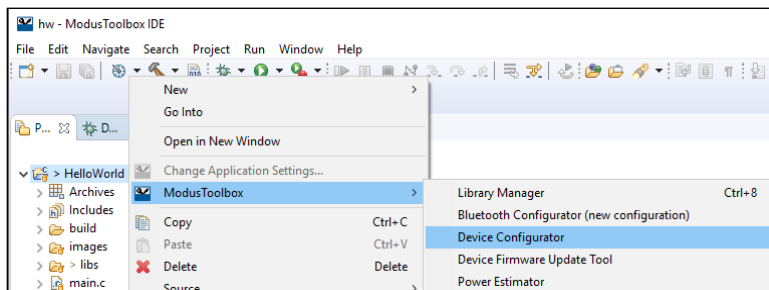 hw - ModusToolbox IDE
File Edit Navigate Search Project Run Window Help
New
Go Into
P... D...
Open in New Window
> HelloWorld
Change Application Settings...
Archives
ModusToolbox
Library Manager Ctrl+8
Includes
Bluetooth Configurator (new configuration)
build
Copy Ctrl+C
Device Configurator
images
Paste Ctrl+V
Device Firmware Update Tool
> libs
Delete Delete
main.c
Source
Power Estimator